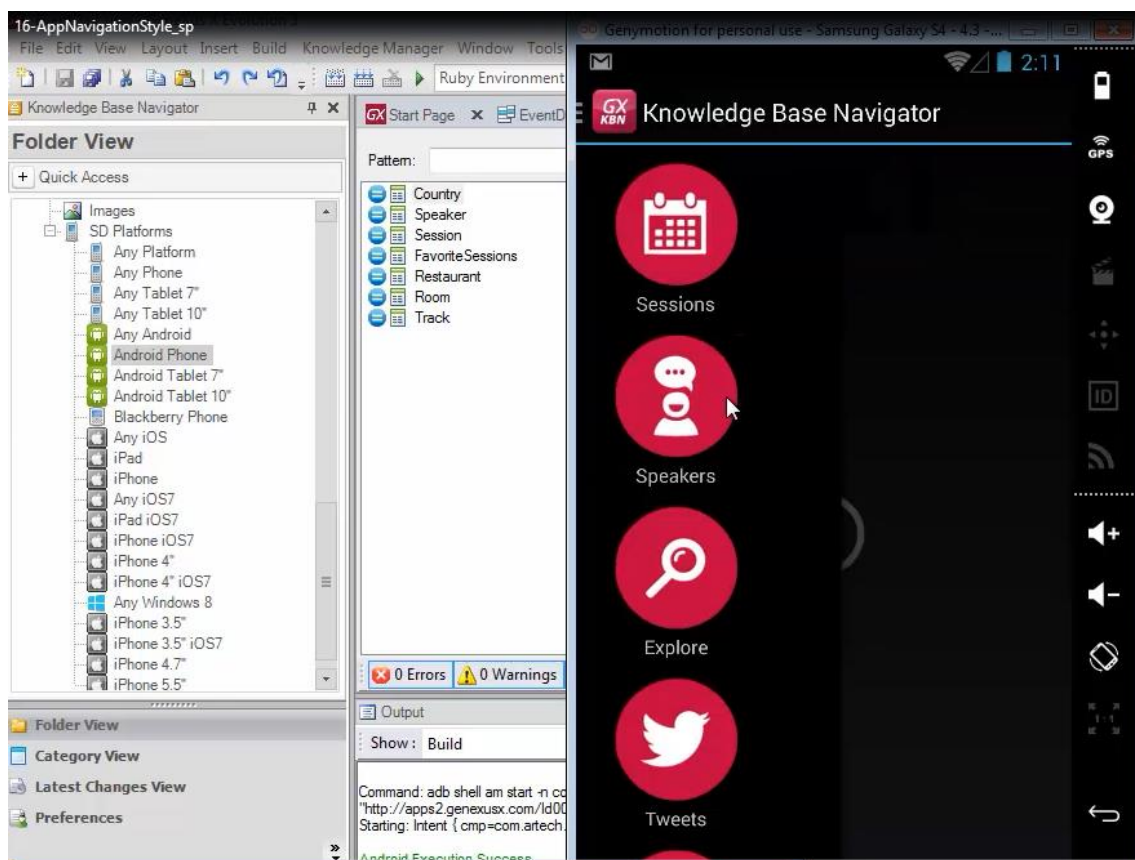 16-AppNavigationStyle_sp
File Edit View Layout Insert Build Knowledge Manager Window Tools
Ruby Environment
Knowledge Base Navigator
Folder View
+ Quick Access
Images
SD Platforms
Any Platform
Any Phone
Any Tablet 7"
Any Tablet 10"
Any Android
Android Phone
Android Tablet 7"
Android Tablet 10"
Blackberry Phone
Any iOS
iPad
iPhone
Any iOS7
iPad iOS7
iPhone iOS7
iPhone 4"
iPhone 4" iOS7
Any Windows 8
iPhone 3.5"
iPhone 3.5" iOS7
iPhone 4.7"
iPhone 5.5"
Folder View
Category View
Latest Changes View
Preferences
GX Start Page EventD
Pattern:
Country
Speaker
Session
FavoriteSessions
Restaurant
Room
Track
0 Errors 0 Warnings
Output
Show: Build
Command: adb shell am start -n co
"http://apps2.genexusx.com/Id00
Starting: Intent { cmp=com.artech.
Android Execution Success
Genymotion for personal use - Samsung Galaxy S4 - 4.3 -...
2:11
GX KBN Knowledge Base Navigator
Sessions
Speakers
Explore
Tweets
GPS
ID
1:1